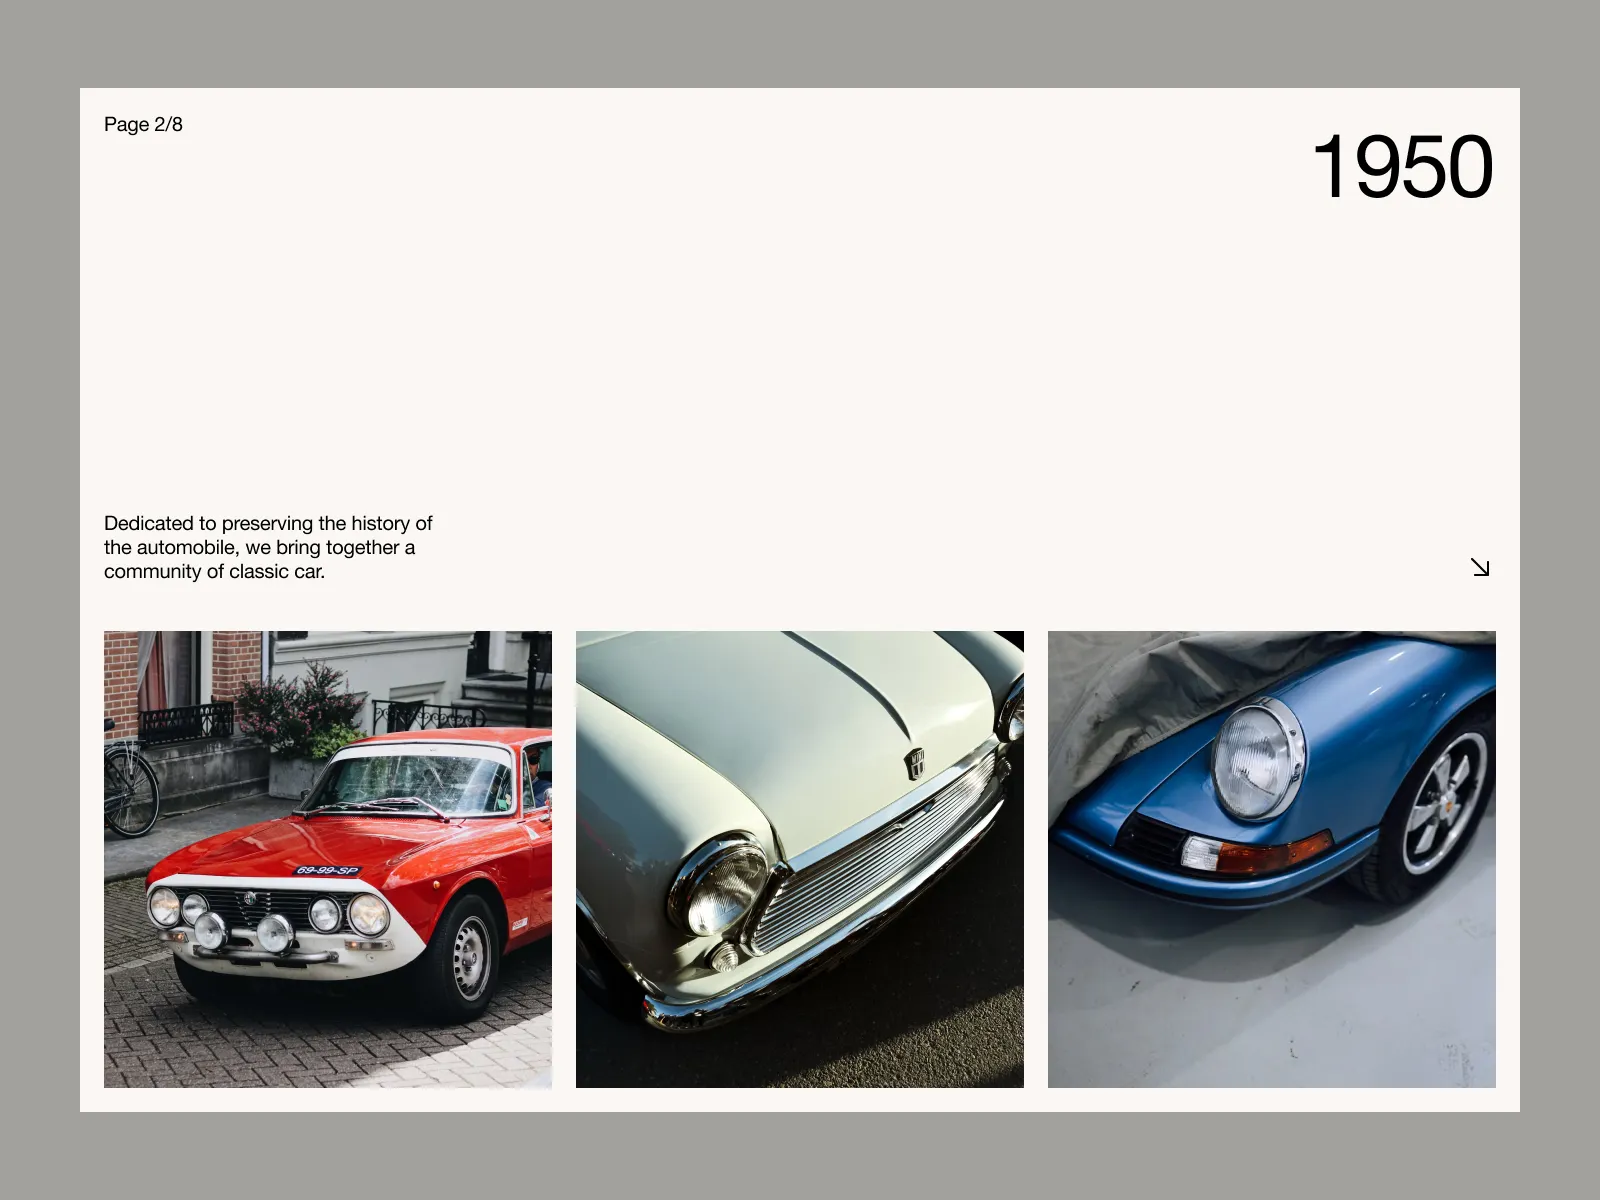 Page 2/8
1950
Dedicated to preserving the history of
the automobile, we bring together a
community of classic car.
69-99-SP